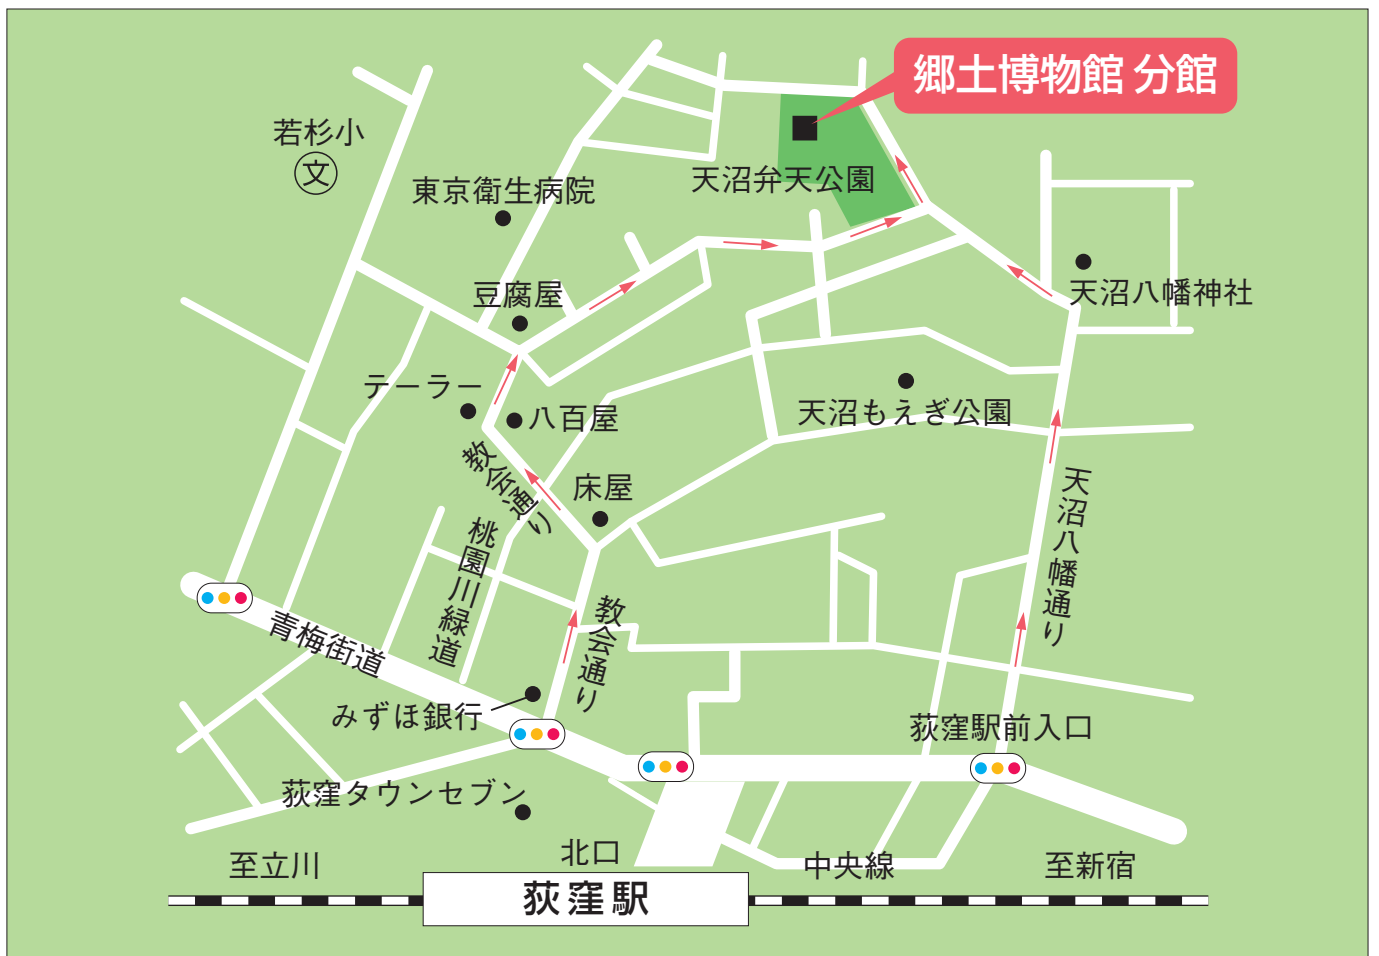 郷土博物館 分館
若杉小
文
東京衛生病院
天沼弁天公園
天沼八幡神社
豆腐屋
テーラー
八百屋
天沼もえぎ公園
教会通り
床屋
天沼八幡通り
桃園川緑道
教会通り
青梅街道
みずほ銀行
荻窪駅前入口
荻窪タウンセブン
北口
中央線
至立川
至新宿
荻窪駅